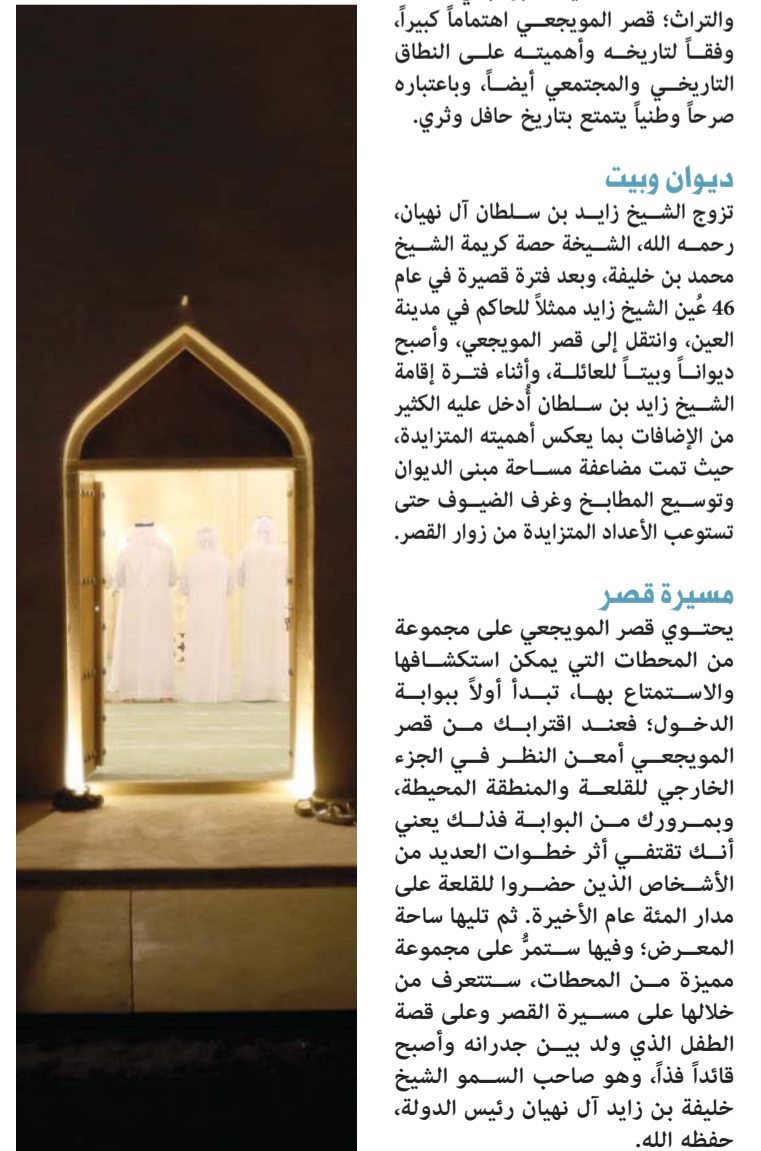 والتراث؛ قصر المويجعي اهتماماً كبيراً،
وفقاً لتاريخه وأهميته على النطاق
التاريخي والمجتمعي أيضاً، وباعتباره
صرحاً وطنياً يتمتع بتاريخ حافل وثري.
ديوان وبيت
تزوج الشيخ زايد بن سلطان آل نهيان،
رحمه الله، الشيخة حصة كريمة الشيخ
محمد بن خليفة، وبعد فترة قصيرة في عام
46 عُين الشيخ زايد ممثلاً للحاكم في مدينة
العين، وانتقل إلى قصر المويجعي، وأصبح
ديواناً وبيتاً للعائلة، وأثناء فترة إقامة
الشيخ زايد بن سلطان أُدخل عليه الكثير
من الإضافات بما يعكس أهميته المتزايدة،
حيث تمت مضاعفة مساحة مبنى الديوان
وتوسيع المطابخ وغرف الضيوف حتى
تستوعب الأعداد المتزايدة من زوار القصر.
مسيرة قصر
يحتوي قصر المويجعي على مجموعة
من المحطات التي يمكن استكشافها
والاستمتاع بها، تبدأ أولاً ببوابة
الدخول؛ فعند اقترابك من قصر
المويجعي أمعن النظر في الجزء
الخارجي للقلعة والمنطقة المحيطة،
وبمرورك من البوابة فذلك يعني
أنك تقتفي أثر خطوات العديد من
الأشخاص الذين حضروا للقلعة على
مدار المئة عام الأخيرة. ثم تليها ساحة
المعرض؛ وفيها ستمرُّ على مجموعة
مميزة من المحطات، ستتعرف من
خلالها على مسيرة القصر وعلى قصة
الطفل الذي ولد بين جدرانه وأصبح
قائداً فذاً، وهو صاحب السمو الشيخ
خليفة بن زايد آل نهيان رئيس الدولة،
حفظه الله.